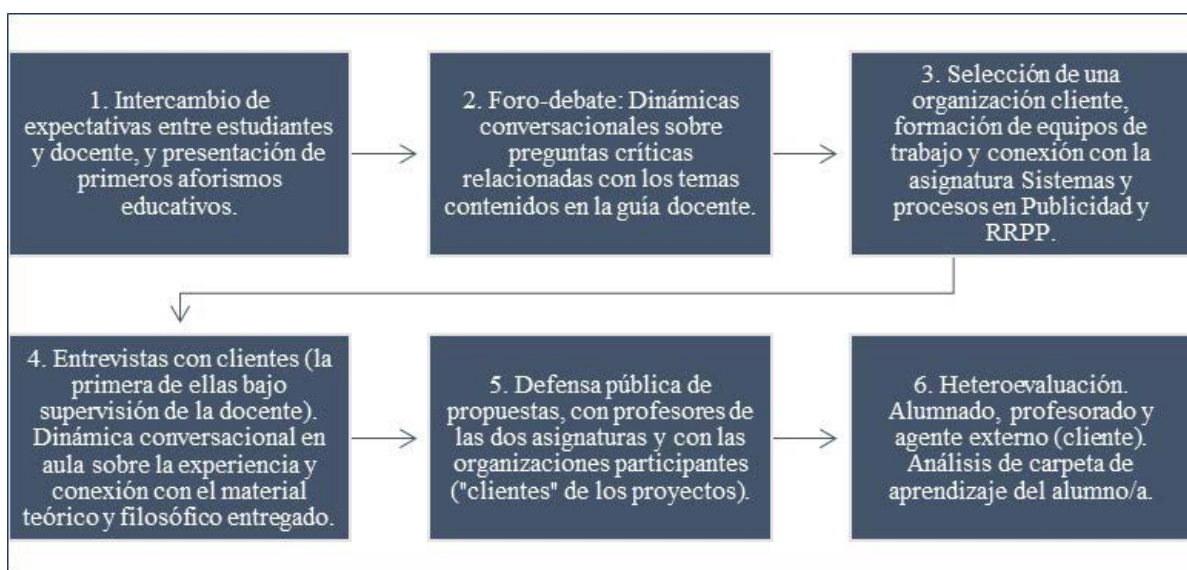 1. Intercambio de
expectativas entre estudiantes
y docente, y presentación de
primeros aforismos
educativos.
2. Foro-debate: Dinámicas
conversacionales sobre
preguntas críticas
relacionadas con los temas
contenidos en la guía docente.
3. Selección de una
organización cliente,
formación de equipos de
trabajo y conexión con la
asignatura Sistemas y
procesos en Publicidad y
RRPP.
4. Entrevistas con clientes (la
primera de ellas bajo
supervisión de la docente).
Dinámica conversacional en
aula sobre la experiencia y
conexión con el material
teórico y filosófico entregado.
5. Defensa pública de
propuestas, con profesores de
las dos asignaturas y con las
organizaciones participantes
("clientes" de los proyectos).
6. Heteroevaluación.
Alumnado, profesorado y
agente externo (cliente).
Análisis de carpeta de
aprendizaje del alumno/a.